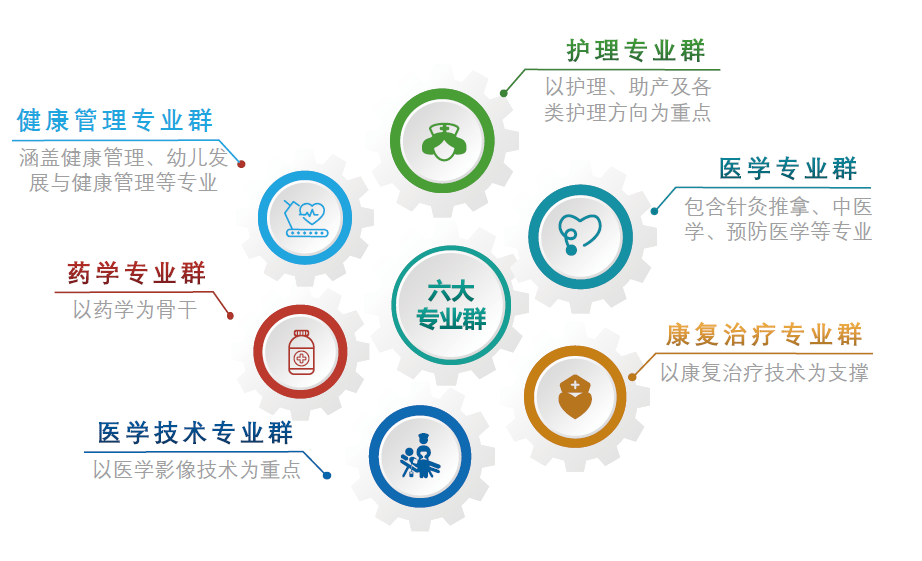 护理专业群
以护理、助产及各
类护理方向为重点
健康管理专业群
涵盖健康管理、幼儿发
展与健康管理等专业
医学专业群
包含针灸推拿、中医
学、预防医学等专业
药学专业群
以药学为骨干
六大
专业群
康复治疗专业群
以康复治疗技术为支撑
医学技术专业群
以医学影像技术为重点